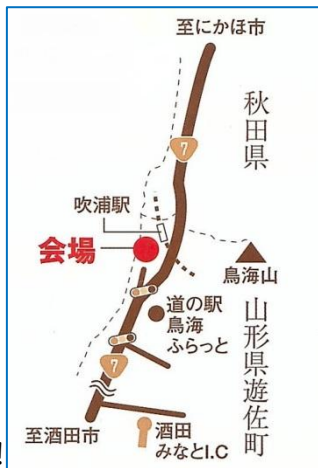 至にかほ市
7
秋田県
吹浦駅
会場
鳥海山
道の駅
鳥海
ふらっと
山形県遊佐町
7
至酒田市
酒田
みなとI.C
!